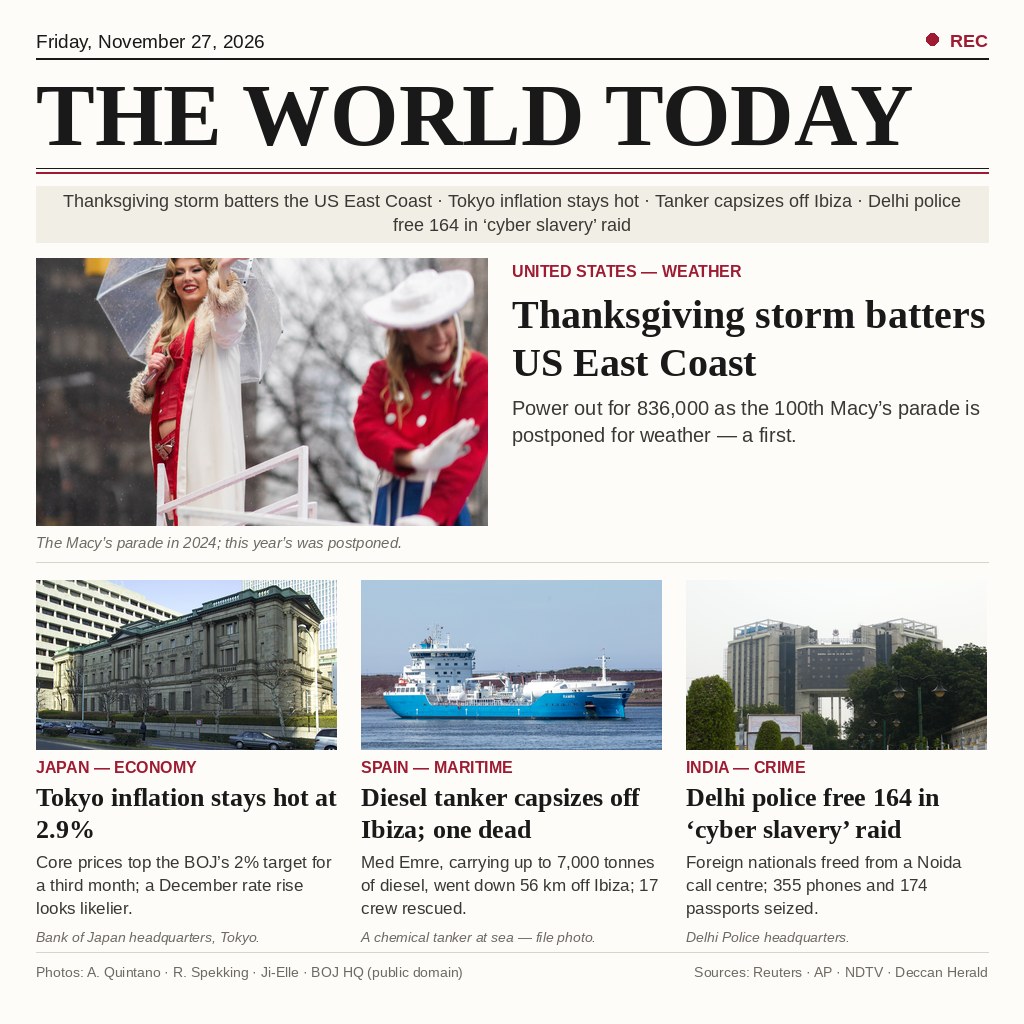 Friday, November 27, 2026
REC
THE WORLD TODAY
Thanksgiving storm batters the US East Coast · Tokyo inflation stays hot · Tanker capsizes off Ibiza · Delhi police
free 164 in ‘cyber slavery’ raid
UNITED STATES — WEATHER
Thanksgiving storm batters
US East Coast
Power out for 836,000 as the 100th Macy’s parade is
postponed for weather — a first.
The Macy’s parade in 2024; this year’s was postponed.
JAPAN — ECONOMY
Tokyo inflation stays hot at
2.9%
Core prices top the BOJ’s 2% target for
a third month; a December rate rise
looks likelier.
Bank of Japan headquarters, Tokyo.
SPAIN — MARITIME
Diesel tanker capsizes off
Ibiza; one dead
Med Emre, carrying up to 7,000 tonnes
of diesel, went down 56 km off Ibiza; 17
crew rescued.
A chemical tanker at sea — file photo.
INDIA — CRIME
Delhi police free 164 in
‘cyber slavery’ raid
Foreign nationals freed from a Noida
call centre; 355 phones and 174
passports seized.
Delhi Police headquarters.
Photos: A. Quintano · R. Spekking · Ji-Elle · BOJ HQ (public domain)
Sources: Reuters · AP · NDTV · Deccan Herald